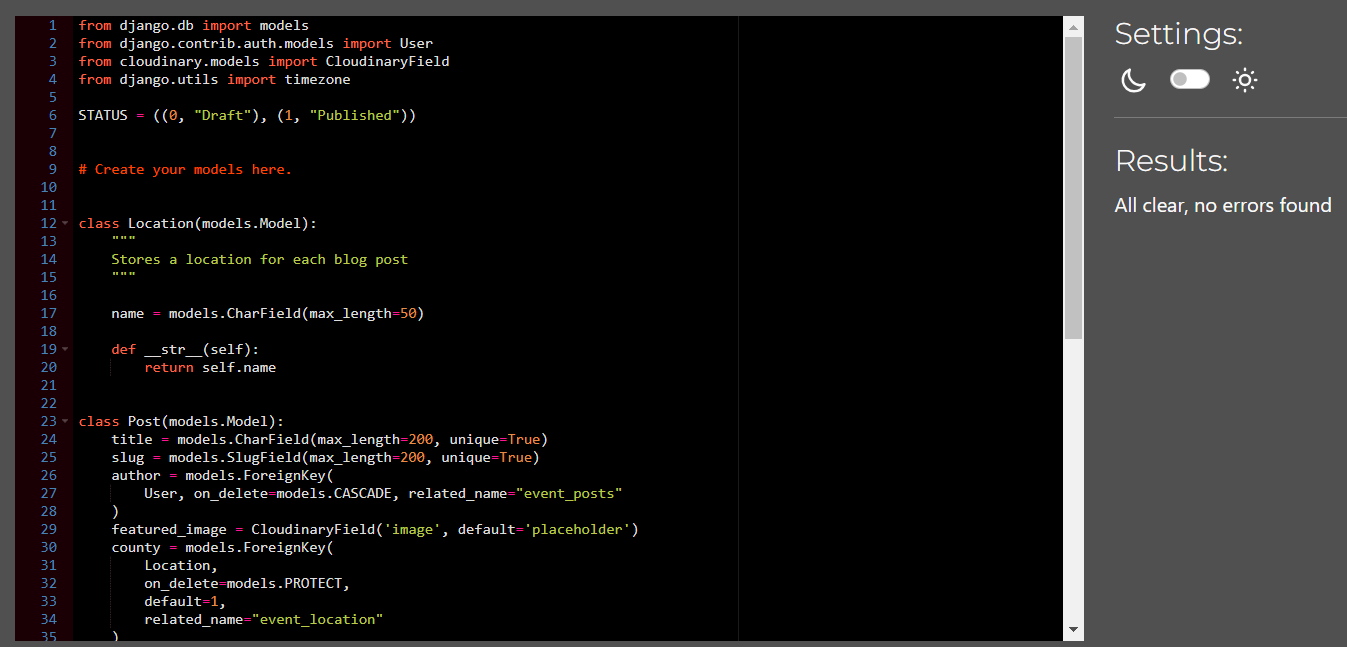 1 from django.db import models
2 from django.contrib.auth.models import User
3 from cloudinary.models import CloudinaryField
4 from django.utils import timezone
5
6 STATUS = ((0, "Draft"), (1, "Published"))
7
8
9 # Create your models here.
10
11
12 class Location(models.Model):
13     """
14     Stores a location for each blog post
15     """
16
17     name = models.CharField(max_length=50)
18
19     def __str__(self):
20         return self.name
21
22
23 class Post(models.Model):
24     title = models.CharField(max_length=200, unique=True)
25     slug = models.SlugField(max_length=200, unique=True)
26     author = models.ForeignKey(
27         User, on_delete=models.CASCADE, related_name="event_posts"
28     )
29     featured_image = CloudinaryField('image', default='placeholder')
30     county = models.ForeignKey(
31         Location,
32         on_delete=models.PROTECT,
33         default=1,
34         related_name="event_location"
35     )
Settings:
Results:
All clear, no errors found